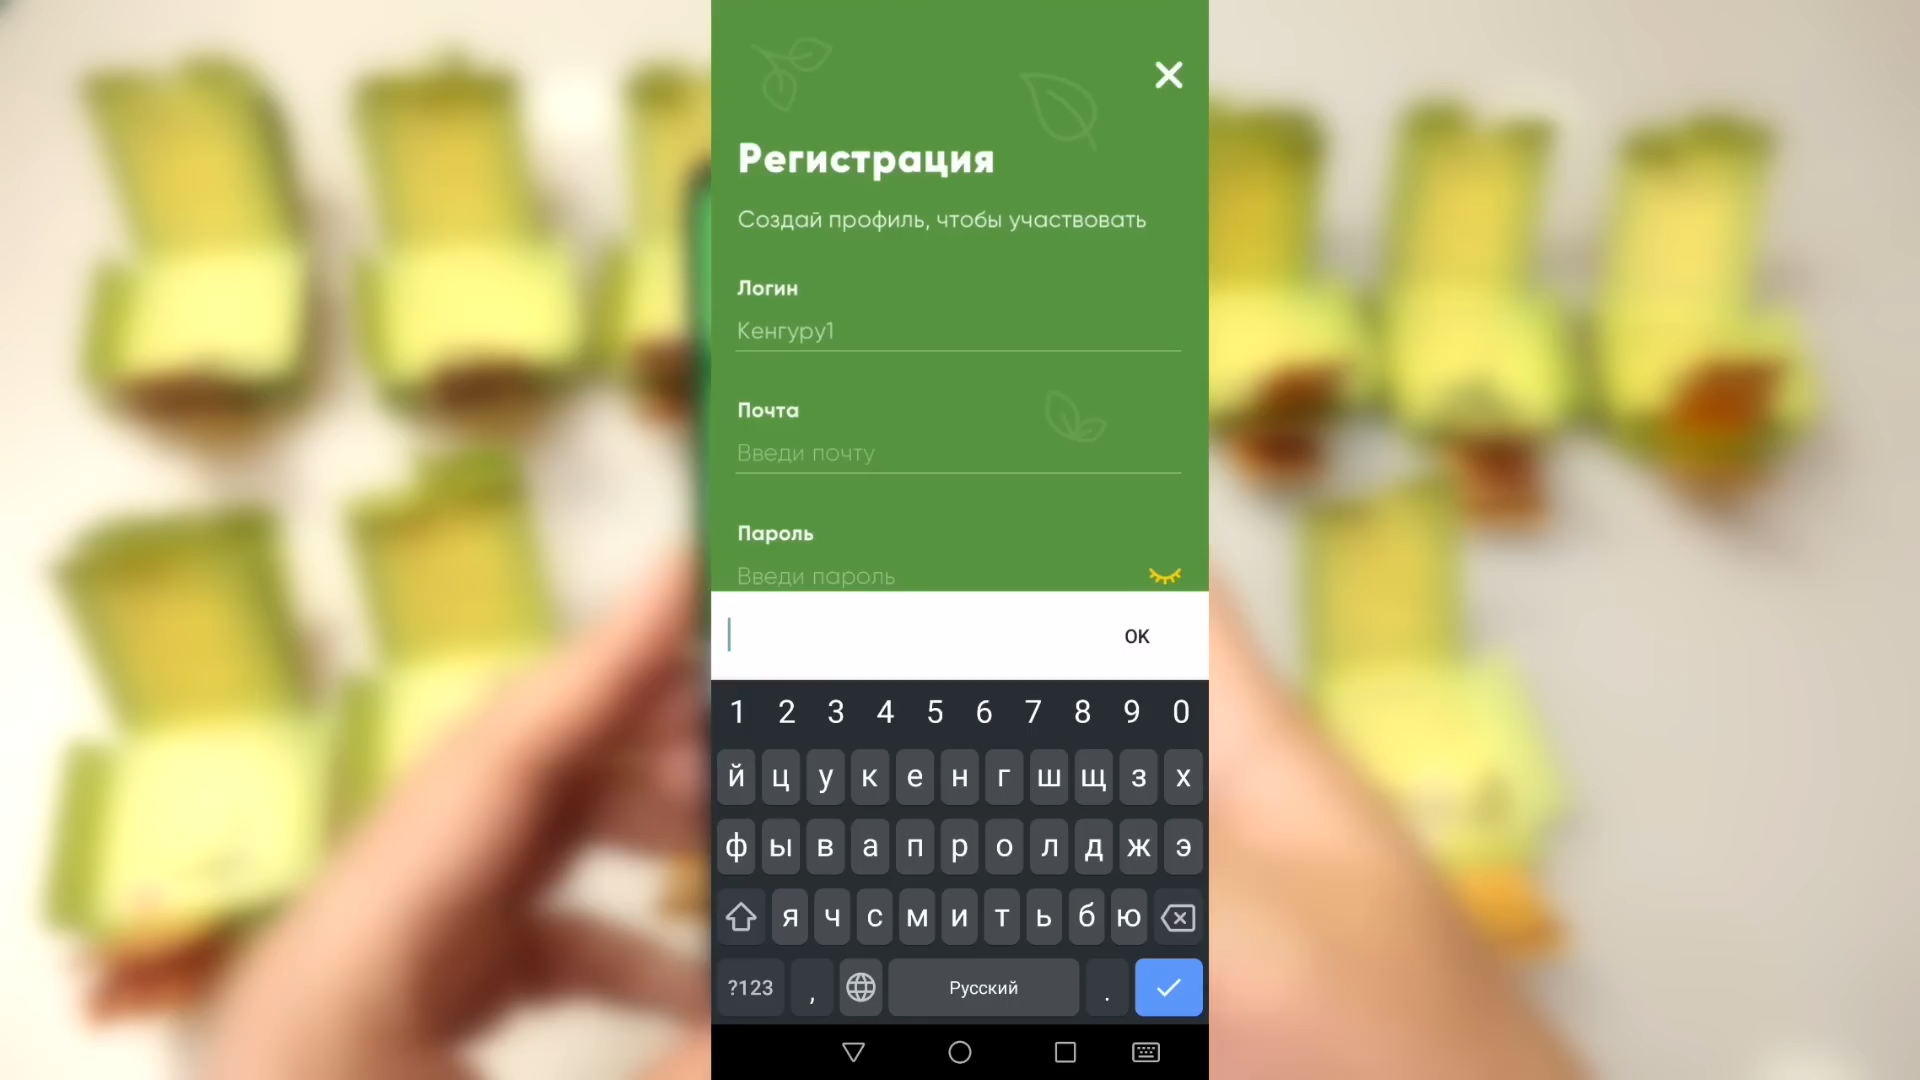 Регистрация
Создай профиль, чтобы участвовать
Логин
Кенгуру1
Почта
Введи почту
Пароль
Введи пароль
OK
1 2 3 4 5 6 7 8 9 0
й ц у к е н г ш щ з х
ф ы в а п р о л д ж э
я ч с м и т ь б ю
?123 , Русский .